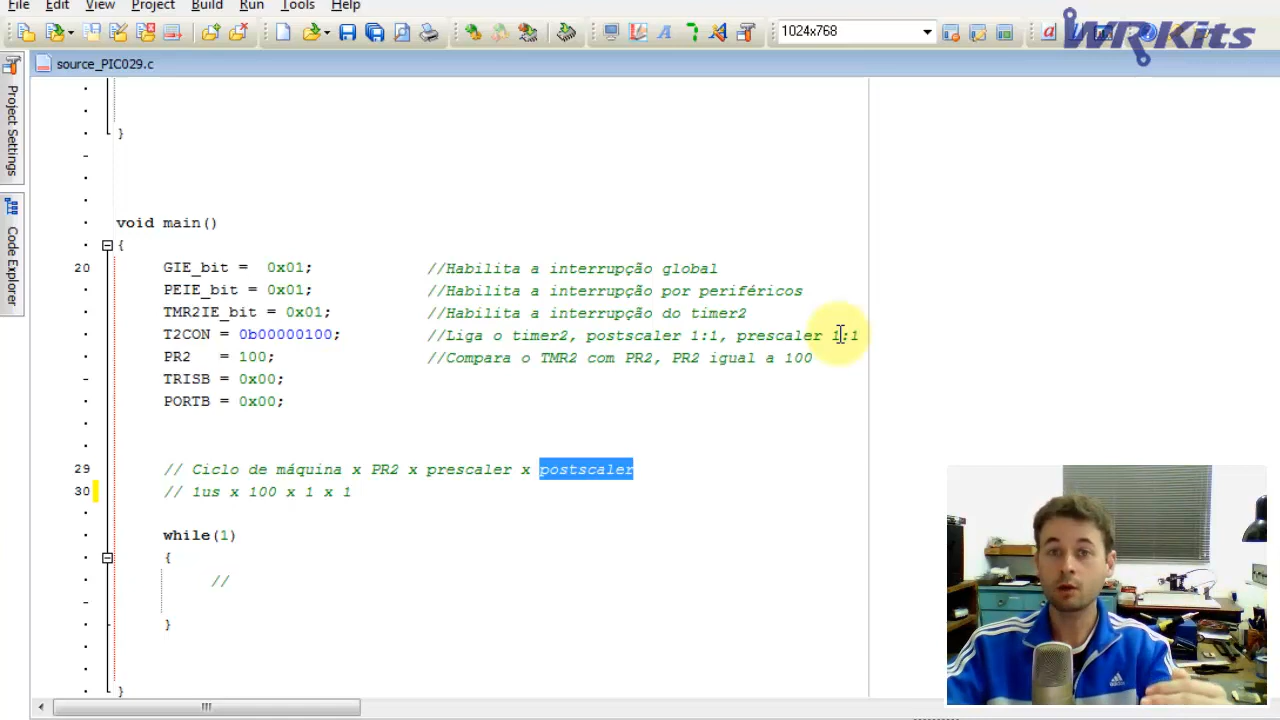 File Edit View Project Build Run Tools Help
1024x768
WRKits
source_PIC029.c
Project Settings
Code Explorer
}
void main()
{
20 GIE_bit = 0x01; //Habilita a interrupção global
PEIE_bit = 0x01; //Habilita a interrupção por periféricos
TMR2IE_bit = 0x01; //Habilita a interrupção do timer2
T2CON = 0b00000100; //Liga o timer2, postscaler 1:1, prescaler 1:1
PR2 = 100; //Compara o TMR2 com PR2, PR2 igual a 100
TRISB = 0x00;
PORTB = 0x00;
29 // Ciclo de máquina x PR2 x prescaler x postscaler
30 // 1us x 100 x 1 x 1
while(1)
{
//
}
}